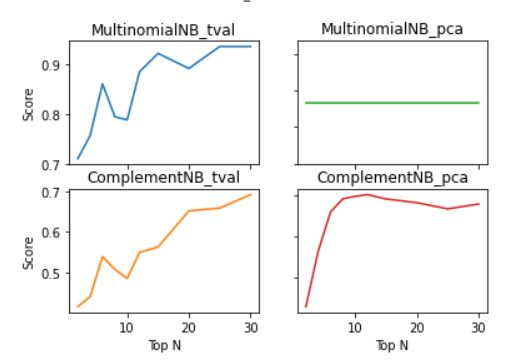 MultinomialNB_tval
MultinomialNB_pca
0.9
0.8
0.7
Score
ComplementNB_tval
ComplementNB_pca
0.7
0.6
0.5
Score
10 20 30
10 20 30
Top N
Top N